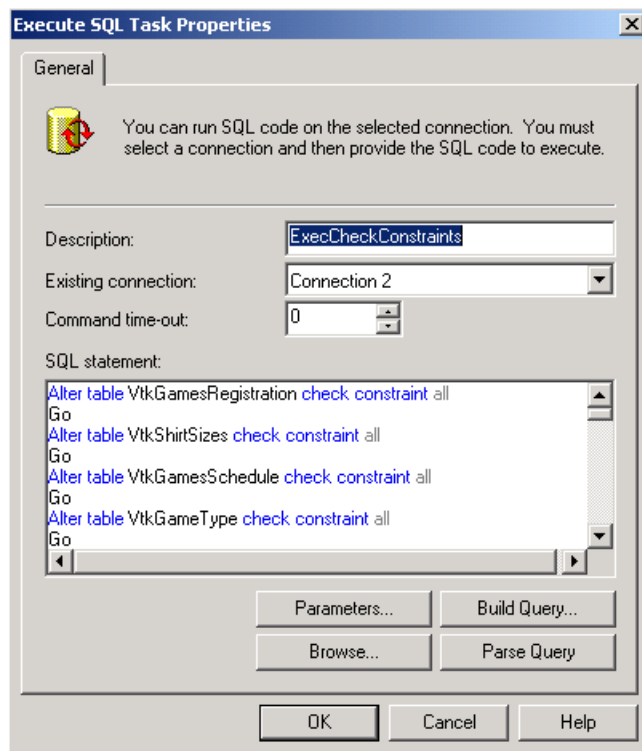 Execute SQL Task Properties
General
You can run SQL code on the selected connection. You must
select a connection and then provide the SQL code to execute.
Description:
ExecCheckConstraints
Existing connection:
Connection 2
Command time-out:
0
SQL statement:
Alter table VtkGamesRegistration check constraint all
Go
Alter table VtkShirtSizes check constraint all
Go
Alter table VtkGamesSchedule check constraint all
Go
Alter table VtkGameType check constraint all
Go
Parameters...
Build Query...
Browse...
Parse Query
OK
Cancel
Help